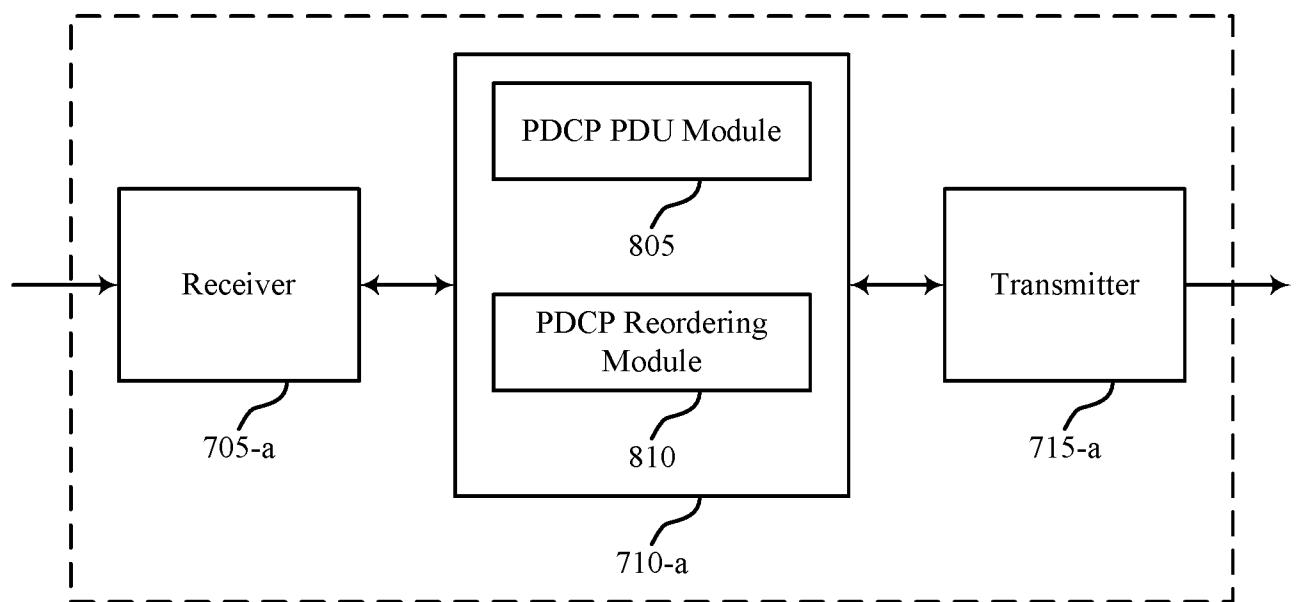 PDCP PDU Module
805
Receiver
705-a
PDCP Reordering
Module
810
710-a
Transmitter
715-a